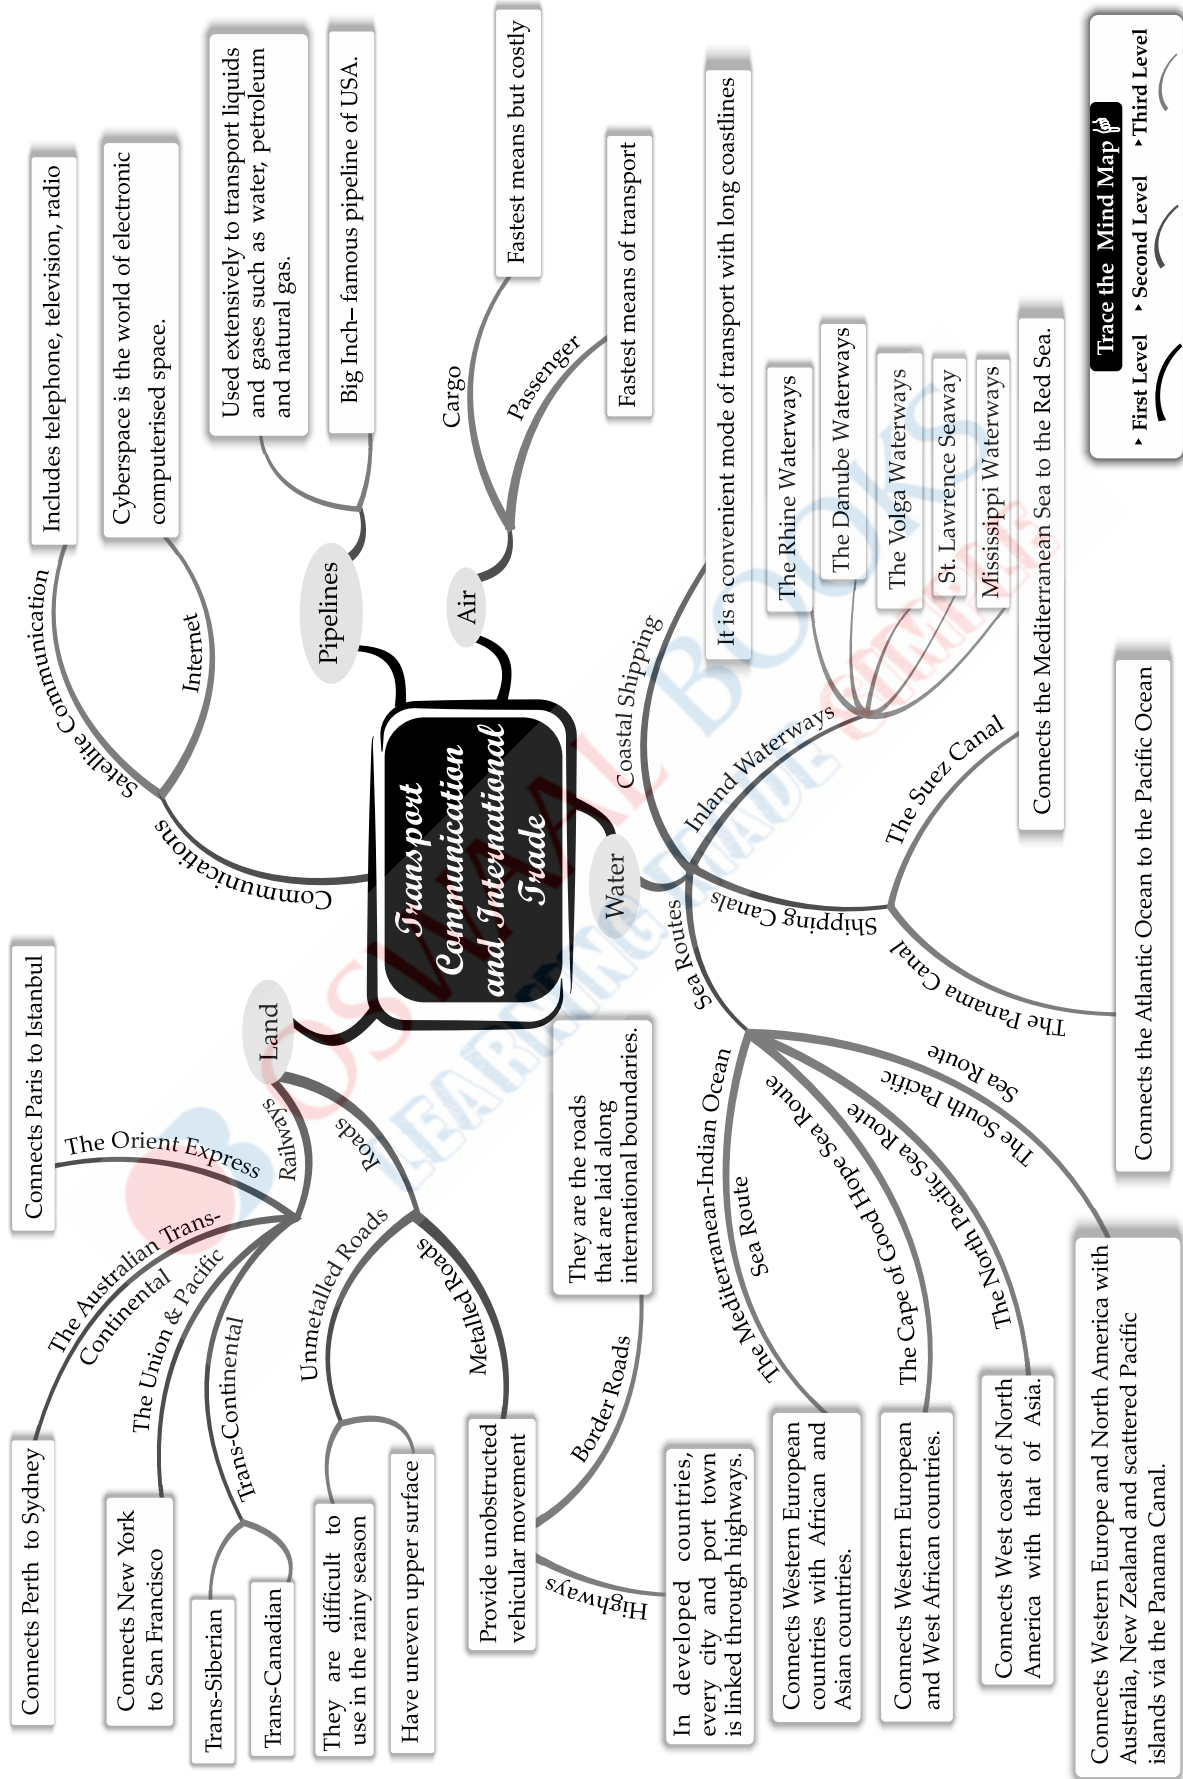 Transport
Communication
and International
Trade
Land
Railways
The Orient Express
Connects Paris to Istanbul
The Australian Trans-
Continental
Connects Perth to Sydney
The Union & Pacific
Connects New York
to San Francisco
Trans-Continental
Trans-Siberian
Trans-Canadian
Roads
Unmetalled Roads
They are difficult to
use in the rainy season
Have uneven upper surface
Metalled Roads
Provide unobstructed
vehicular movement
Highways
In developed countries,
every city and port town
is linked through highways.
Border Roads
They are the roads
that are laid along
international boundaries.
Communications
Satellite Communication
Includes telephone, television, radio
Internet
Cyberspace is the world of electronic
computerised space.
Pipelines
Used extensively to transport liquids
and gases such as water, petroleum
and natural gas.
Big Inch– famous pipeline of USA.
Air
Cargo
Fastest means but costly
Passenger
Fastest means of transport
Water
Coastal Shipping
It is a convenient mode of transport with long coastlines
Inland Waterways
The Rhine Waterways
The Danube Waterways
The Volga Waterways
St. Lawrence Seaway
Mississippi Waterways
Shipping Canals
The Suez Canal
Connects the Mediterranean Sea to the Red Sea.
The Panama Canal
Connects the Atlantic Ocean to the Pacific Ocean
Sea Routes
The Mediterranean-Indian Ocean
Sea Route
Connects Western European
countries with African and
Asian countries.
The Cape of Good Hope Sea Route
Connects Western European
and West African countries.
The North Pacific Sea Route
Connects West coast of North
America with that of Asia.
The South Pacific
Sea Route
Connects Western Europe and North America with
Australia, New Zealand and scattered Pacific
islands via the Panama Canal.
Trace the Mind Map
First Level
Second Level
Third Level
OSWAAL BOOKS
LEARNING MADE SIMPLE